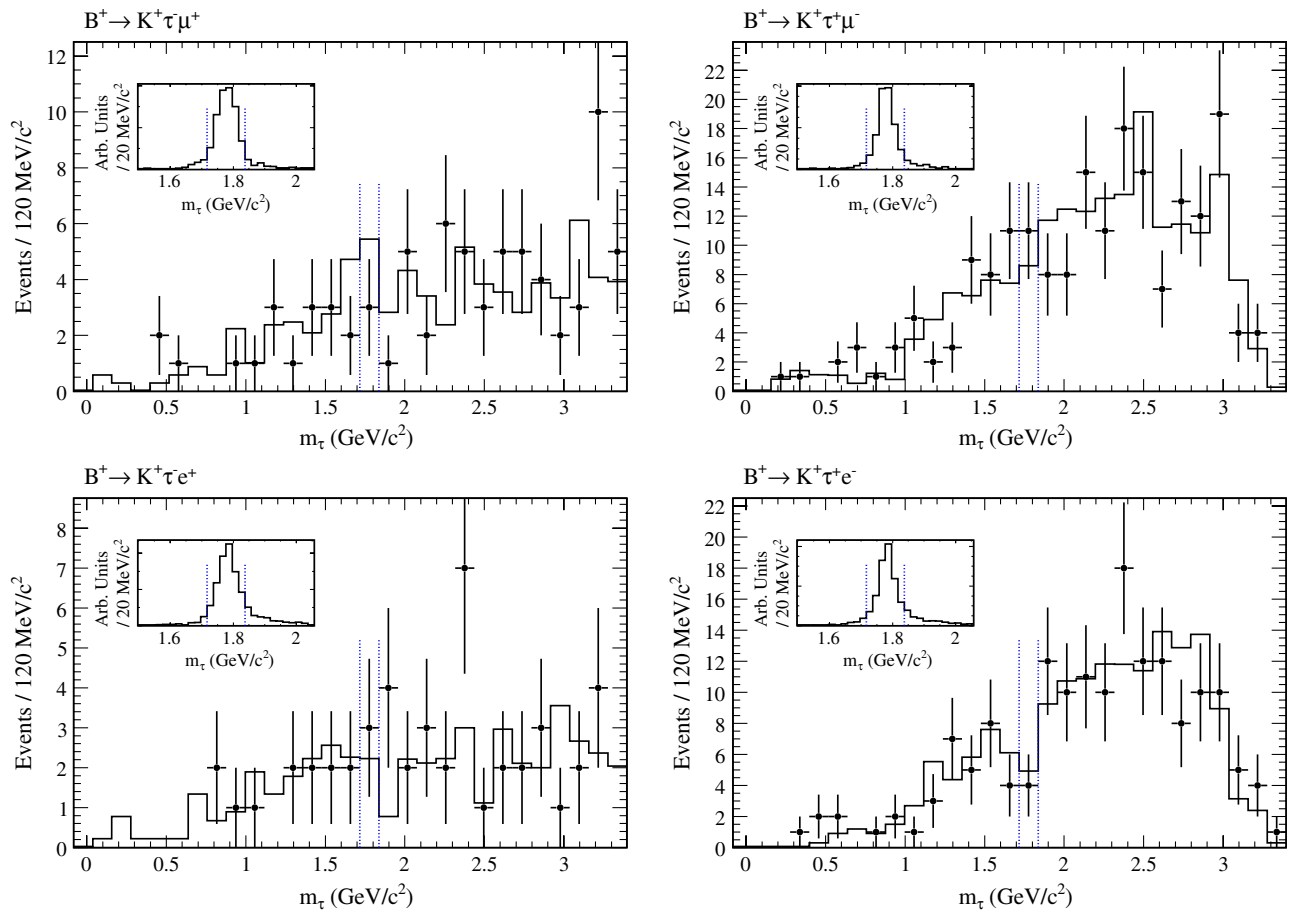 B⁺→ K⁺τ⁻μ⁺
Events / 120 MeV/c²
12
10
8
6
4
2
0
Arb. Units
/ 20 MeV/c²
1.6 1.8 2
mτ (GeV/c²)
0 0.5 1 1.5 2 2.5 3
mτ (GeV/c²)
B⁺→ K⁺τ⁺μ⁻
Events / 120 MeV/c²
22
20
18
16
14
12
10
8
6
4
2
0
Arb. Units
/ 20 MeV/c²
1.6 1.8 2
mτ (GeV/c²)
0 0.5 1 1.5 2 2.5 3
mτ (GeV/c²)
B⁺→ K⁺τ⁻e⁺
Events / 120 MeV/c²
8
7
6
5
4
3
2
1
0
Arb. Units
/ 20 MeV/c²
1.6 1.8 2
mτ (GeV/c²)
0 0.5 1 1.5 2 2.5 3
mτ (GeV/c²)
B⁺→ K⁺τ⁺e⁻
Events / 120 MeV/c²
22
20
18
16
14
12
10
8
6
4
2
0
Arb. Units
/ 20 MeV/c²
1.6 1.8 2
mτ (GeV/c²)
0 0.5 1 1.5 2 2.5 3
mτ (GeV/c²)